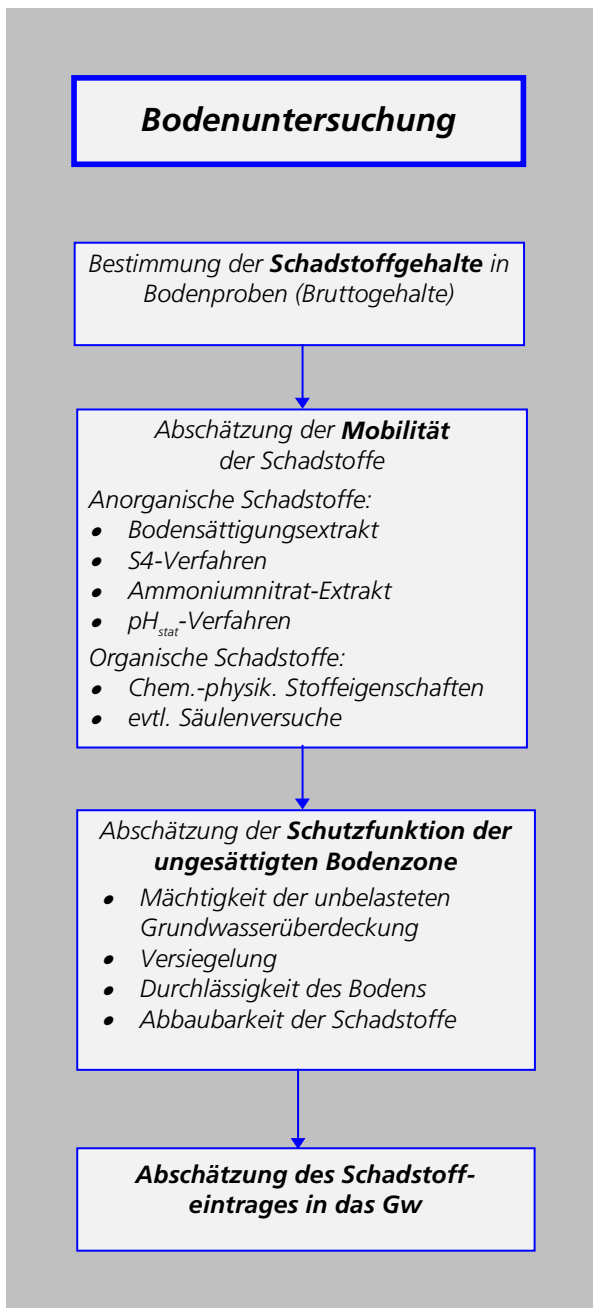 Bodenuntersuchung
Bestimmung der Schadstoffgehalte in
Bodenproben (Bruttogehalte)
Abschätzung der Mobilität
der Schadstoffe
Anorganische Schadstoffe:
• Bodensättigungsextrakt
• S4-Verfahren
• Ammoniumnitrat-Extrakt
• pHstat-Verfahren
Organische Schadstoffe:
• Chem.-physik. Stoffeigenschaften
• evtl. Säulenversuche
Abschätzung der Schutzfunktion der
ungesättigten Bodenzone
• Mächtigkeit der unbelasteten
Grundwasserüberdeckung
• Versiegelung
• Durchlässigkeit des Bodens
• Abbaubarkeit der Schadstoffe
Abschätzung des Schadstoff-
eintrages in das Gw